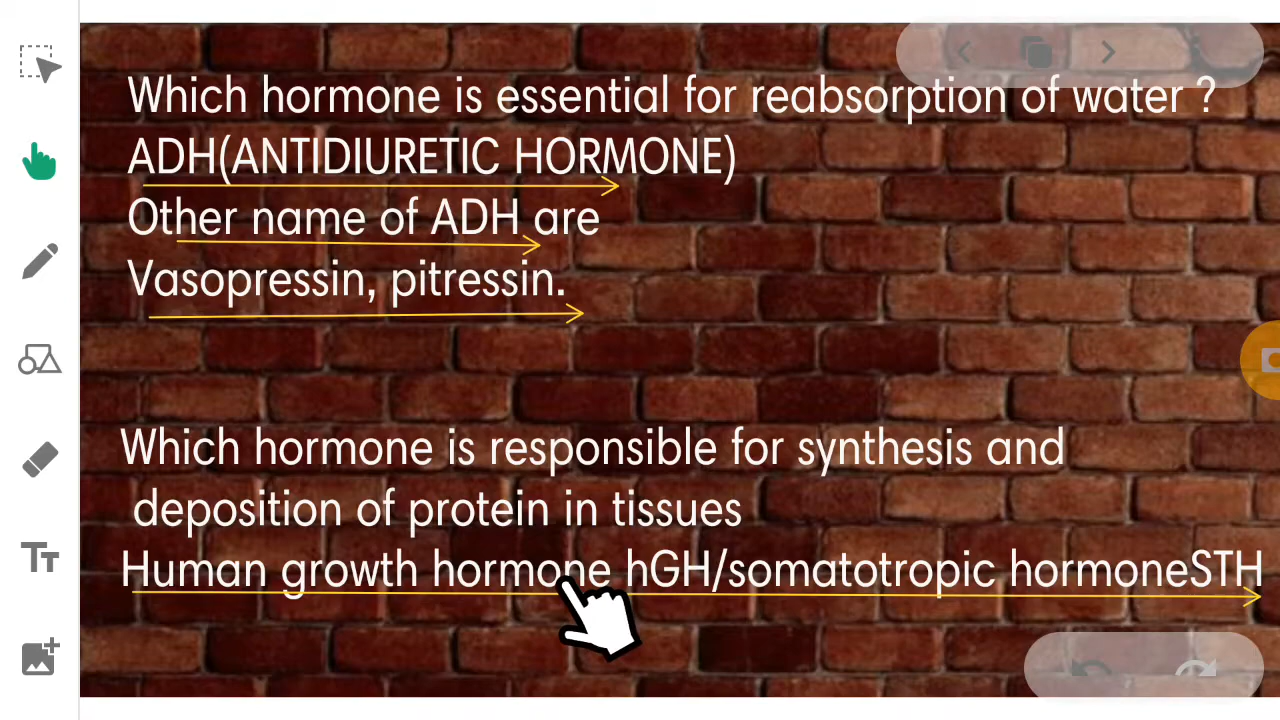 Which hormone is essential for reabsorption of water ?
ADH(ANTIDIURETIC HORMONE)
Other name of ADH are
Vasopressin, pitressin.
Which hormone is responsible for synthesis and
deposition of protein in tissues
Human growth hormone hGH/somatotropic hormoneSTH